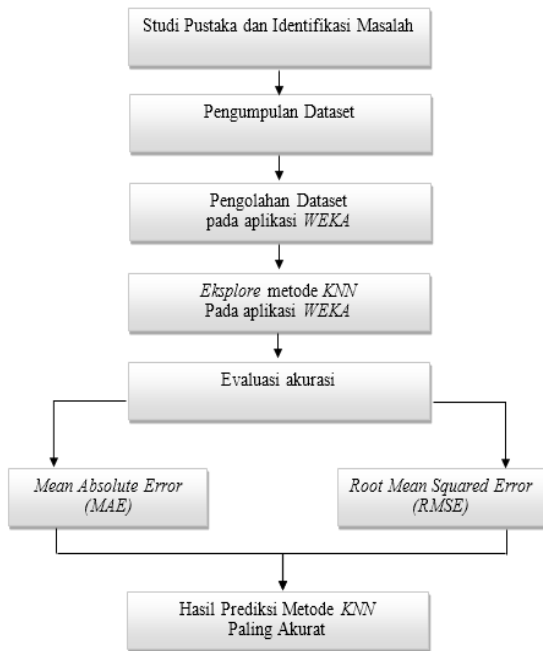 Studi Pustaka dan Identifikasi Masalah
Pengumpulan Dataset
Pengolahan Dataset
pada aplikasi WEKA
Eksplore metode KNN
Pada aplikasi WEKA
Evaluasi akurasi
Mean Absolute Error
(MAE)
Root Mean Squared Error
(RMSE)
Hasil Prediksi Metode KNN
Paling Akurat